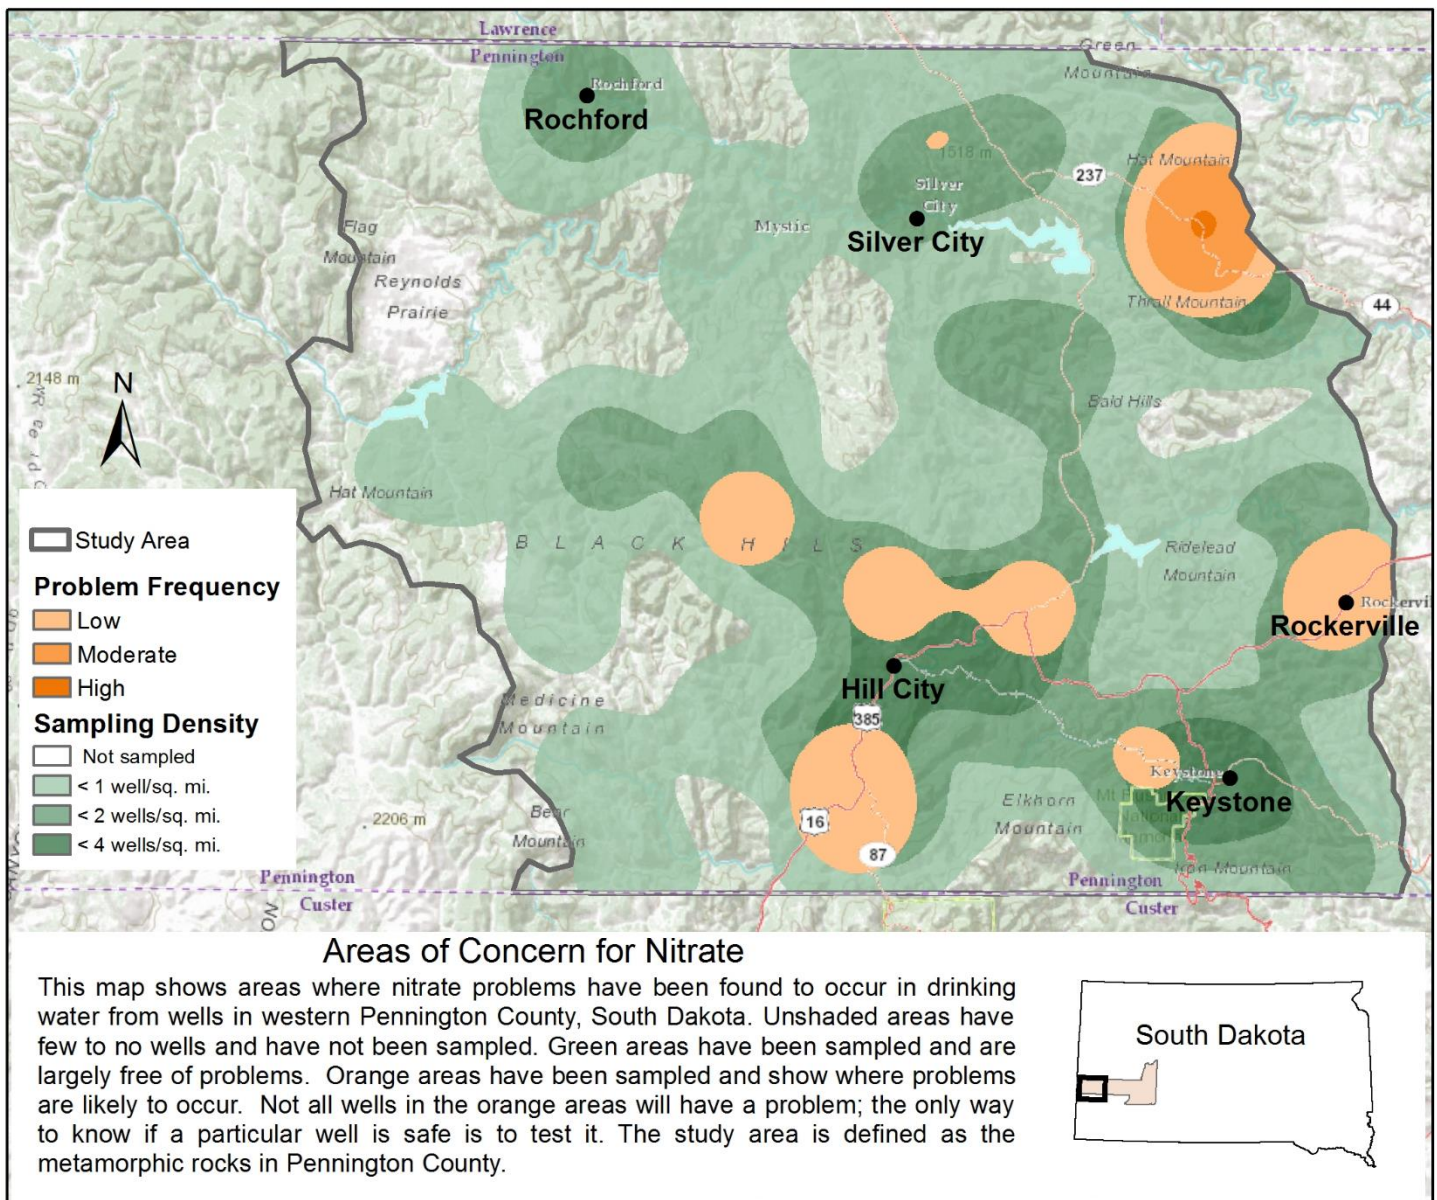 Lawrence
Pennington
Green
Mountain
Rochford
Rochford
Hat Mountain
1518 m
237
Silver
City
Silver City
Mystic
Flag
Mountain
Reynolds
Prairie
Thrall Mountain
44
2148 m
N
Bald Hills
Hat Mountain
BLACK HILLS
Ridelead
Mountain
Rockervi
Rockerville
Hill City
385
Medicine
Mountain
Keystone
Keystone
Elkhorn
Mountain
16
87
2206 m
Bear
Mountain
Iron Mountain
Pennington
Custer
Pennington
Custer
Study Area
Problem Frequency
Low
Moderate
High
Sampling Density
Not sampled
< 1 well/sq. mi.
< 2 wells/sq. mi.
< 4 wells/sq. mi.
Areas of Concern for Nitrate
This map shows areas where nitrate problems have been found to occur in drinking
water from wells in western Pennington County, South Dakota. Unshaded areas have
few to no wells and have not been sampled. Green areas have been sampled and are
largely free of problems. Orange areas have been sampled and show where problems
are likely to occur. Not all wells in the orange areas will have a problem; the only way
to know if a particular well is safe is to test it. The study area is defined as the
metamorphic rocks in Pennington County.
South Dakota